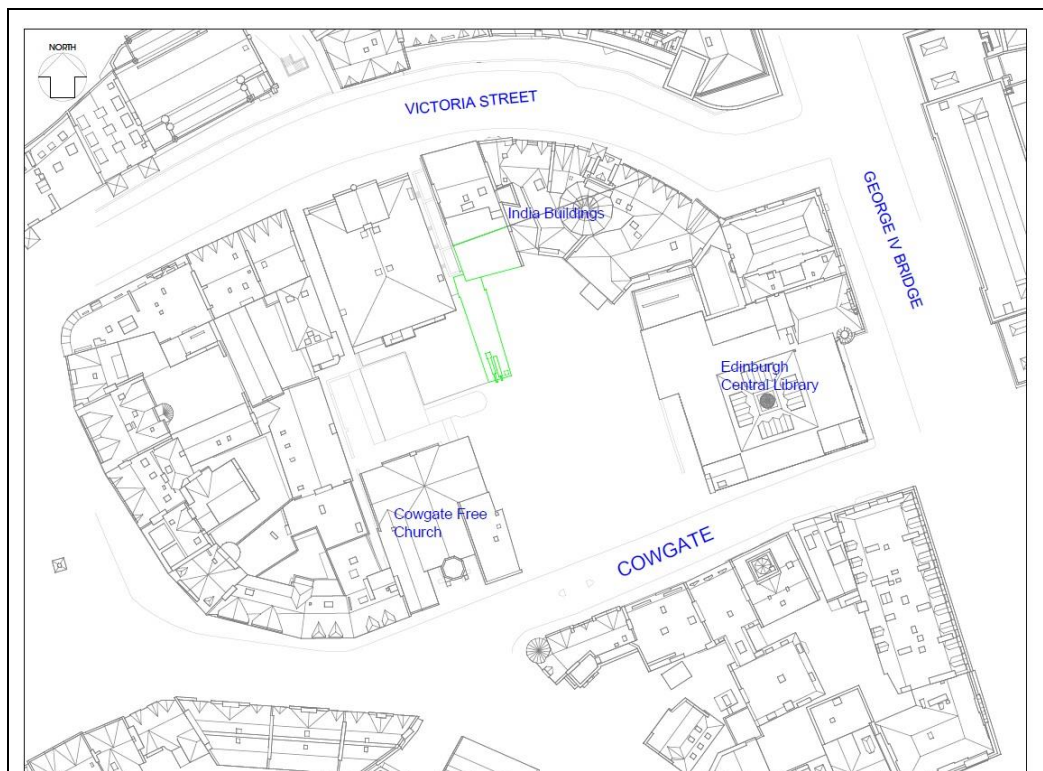 NORTH
VICTORIA STREET
GEORGE IV BRIDGE
India Buildings
Edinburgh
Central Library
Cowgate Free
Church
COWGATE